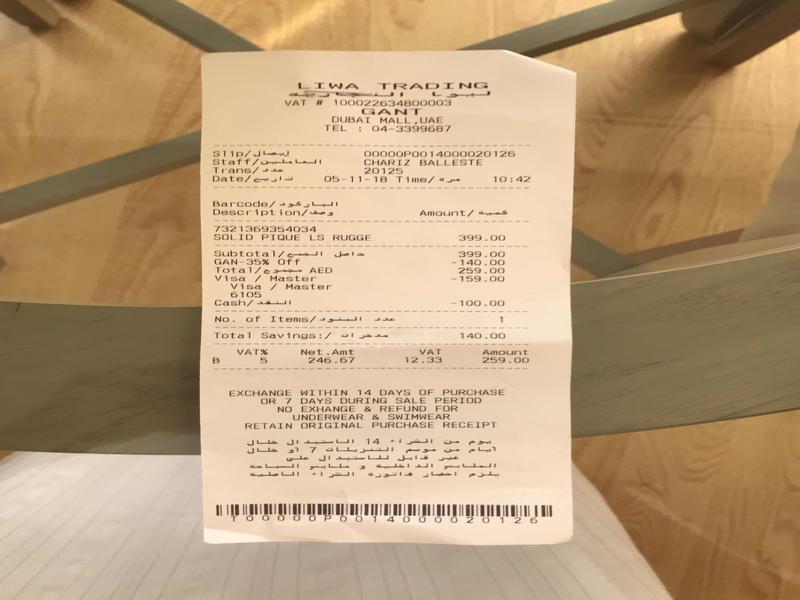 LIWA TRADING
ليوا التجارية
VAT # 100022634800003
GANT
DUBAI MALL,UAE
TEL : 04-3399687
Slip/إيصال 00000P0014000020126
Staff/العاملين CHARIZ BALLESTE
Trans/عدد 20125
Date/تاريخ 05-11-18 Time/مره 10:42
Barcode/الباركود
Description/وصف Amount/كمية
7321369354034
SOLID PIQUE LS RUGGE 399.00
Subtotal/حاصل الجمع 399.00
GAN-35% Off -140.00
Total/مجموع AED 259.00
Visa / Master -159.00
Visa / Master
6105
Cash/النقد -100.00
No. of Items/عدد البنود 1
Total Savings:/مدخرات 140.00
VAT% Net.Amt VAT Amount
B 5 246.67 12.33 259.00
EXCHANGE WITHIN 14 DAYS OF PURCHASE
OR 7 DAYS DURING SALE PERIOD
NO EXHANGE & REFUND FOR
UNDERWEAR & SWIMWEAR
RETAIN ORIGINAL PURCHASE RECEIPT
يوم من الشراء 14 الاستبدال خلال
أيام من موسم التنزيلات 7 أو خلال
غير قابل للاستبدال على
الملابس الداخلية و ملابس السباحة
يلزم احضار فاتورة الشراء الاصلية
T00000P0014000020126